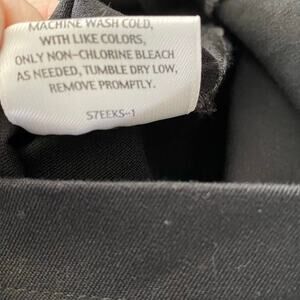 MACHINE WASH COLD,
WITH LIKE COLORS,
ONLY NON-CHLORINE BLEACH
AS NEEDED, TUMBLE DRY LOW,
REMOVE PROMPTLY.
S7EEKS-1